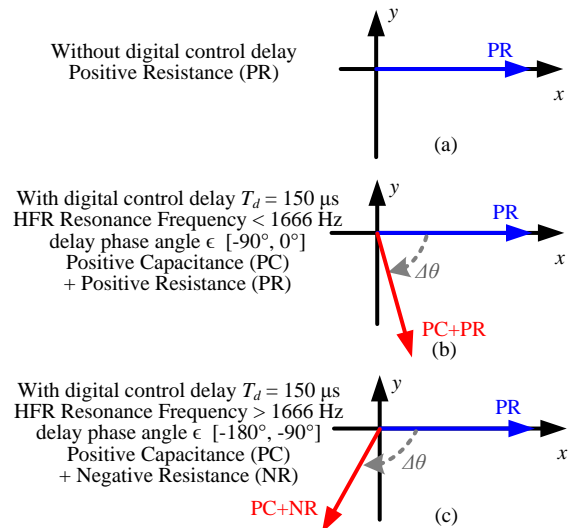 Without digital control delay
Positive Resistance (PR)
y
PR
x
(a)
With digital control delay T_d = 150 μs
HFR Resonance Frequency < 1666 Hz
delay phase angle ϵ [-90°, 0°]
Positive Capacitance (PC)
+ Positive Resistance (PR)
y
PR
x
Δθ
PC+PR
(b)
With digital control delay T_d = 150 μs
HFR Resonance Frequency > 1666 Hz
delay phase angle ϵ [-180°, -90°]
Positive Capacitance (PC)
+ Negative Resistance (NR)
y
PR
x
Δθ
PC+NR
(c)